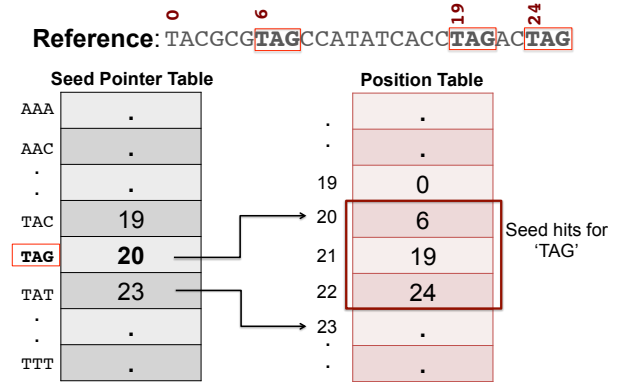 0 6 19 24
Reference: TACGCGTAGCCATATCACCTAGACTAG
Seed Pointer Table Position Table
AAA . .
. .
AAC . .
.
. . 19 0
TAC 19 20 6
Seed hits for
TAG 20 21 19
‘TAG’
TAT 23 22 24
. . 23 .
. .
TTT . . .